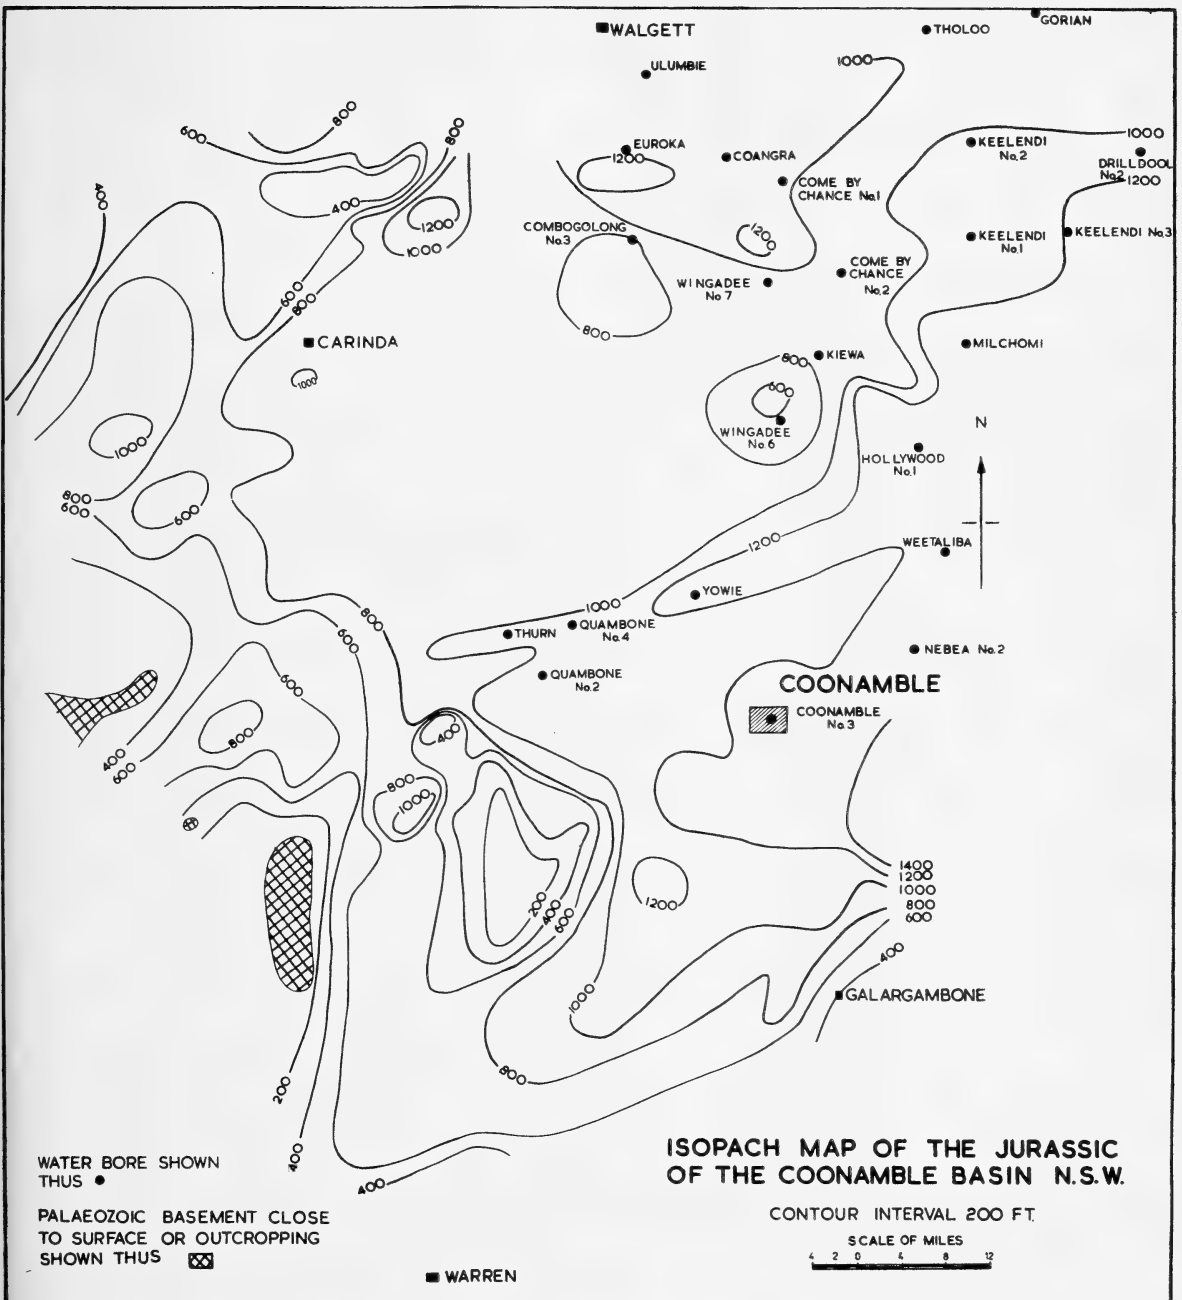 WALGETT
THOLOO
GORIAN
ULUMBIE
1000
800
600
800
EUROKA
1200
COANGRA
KEELENDI
No.2
1000
DRILLDOOL
No.2
1200
COME BY
CHANCE No.1
400
400
1200
1000
COMBOGOLONG
No.3
1200
KEELENDI
No.1
KEELENDI No.3
WINGADEE
No 7
COME BY
CHANCE
No.2
600
800
800
CARINDA
1000
800
KIEWA
MILCHOMI
600
WINGADEE
No.6
N
1000
HOLLYWOOD
No.1
800
600
600
1200
WEETALIBA
YOWIE
1000
800
600
THURN
QUAMBONE
No.4
NEBEA No.2
QUAMBONE
No.2
600
COONAMBLE
COONAMBLE
No.3
800
400
400
600
800
1000
1400
1200
1000
800
600
1200
200
400
600
400
1000
GALARGAMBONE
800
200
400
400
ISOPACH MAP OF THE JURASSIC
OF THE COONAMBLE BASIN N.S.W.
CONTOUR INTERVAL 200 FT.
SCALE OF MILES
4 2 0 4 8 12
WATER BORE SHOWN
THUS
PALAEOZOIC BASEMENT CLOSE
TO SURFACE OR OUTCROPPING
SHOWN THUS
WARREN